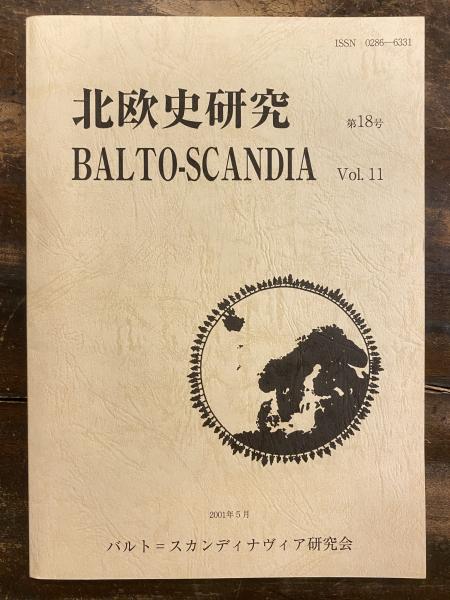 ISSN 0286—6331
北欧史研究 第18号
BALTO-SCANDIA Vol. 11
2001年5月
バルト＝スカンディナヴィア研究会